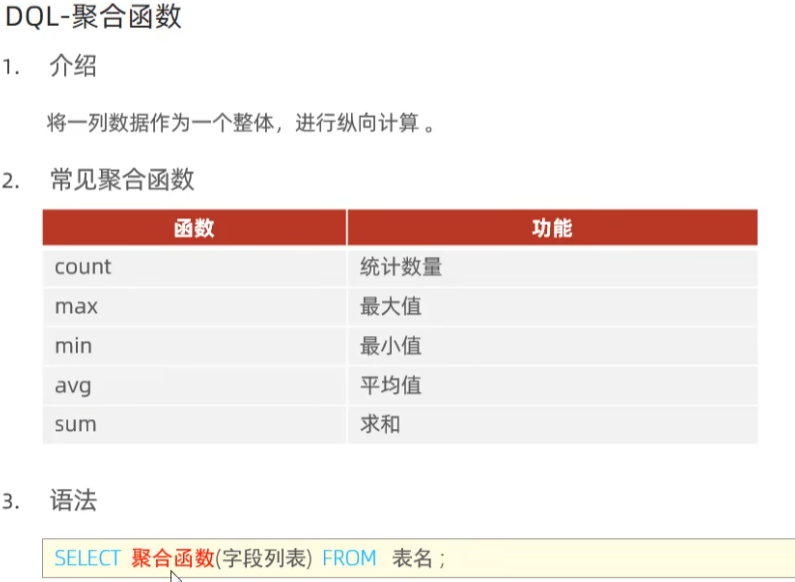 DQL-聚合函数
1. 介绍
将一列数据作为一个整体，进行纵向计算 。
2. 常见聚合函数
函数 功能
count 统计数量
max 最大值
min 最小值
avg 平均值
sum 求和
3. 语法
SELECT 聚合函数(字段列表) FROM 表名 ;